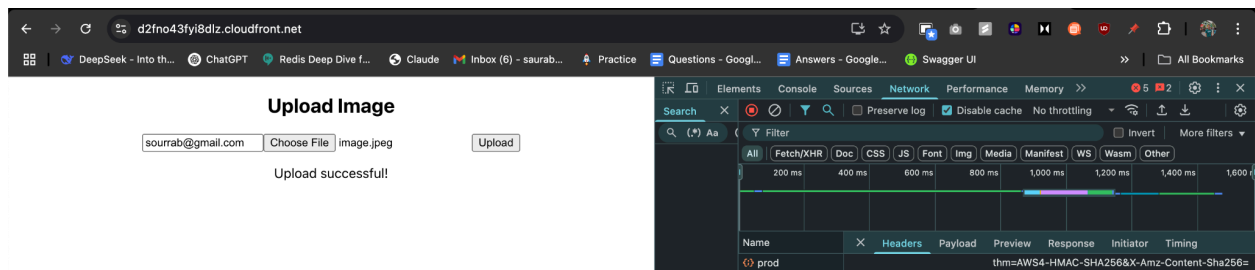 d2fno43fyi8dlz.cloudfront.net
DeepSeek - Into th... ChatGPT Redis Deep Dive f... Claude Inbox (6) - saurab... Practice Questions - Googl... Answers - Google... Swagger UI » All Bookmarks
Upload Image
sourrab@gmail.com Choose File image.jpeg Upload
Upload successful!
Elements Console Sources Network Performance Memory >> 5 2
Search Preserve log Disable cache No throttling
(.*) Aa Filter Invert More filters
All Fetch/XHR Doc CSS JS Font Img Media Manifest WS Wasm Other
200 ms 400 ms 600 ms 800 ms 1,000 ms 1,200 ms 1,400 ms
Name Headers Payload Preview Response Initiator Timing
prod thm=AWS4-HMAC-SHA256&X-Amz-Content-Sha256=